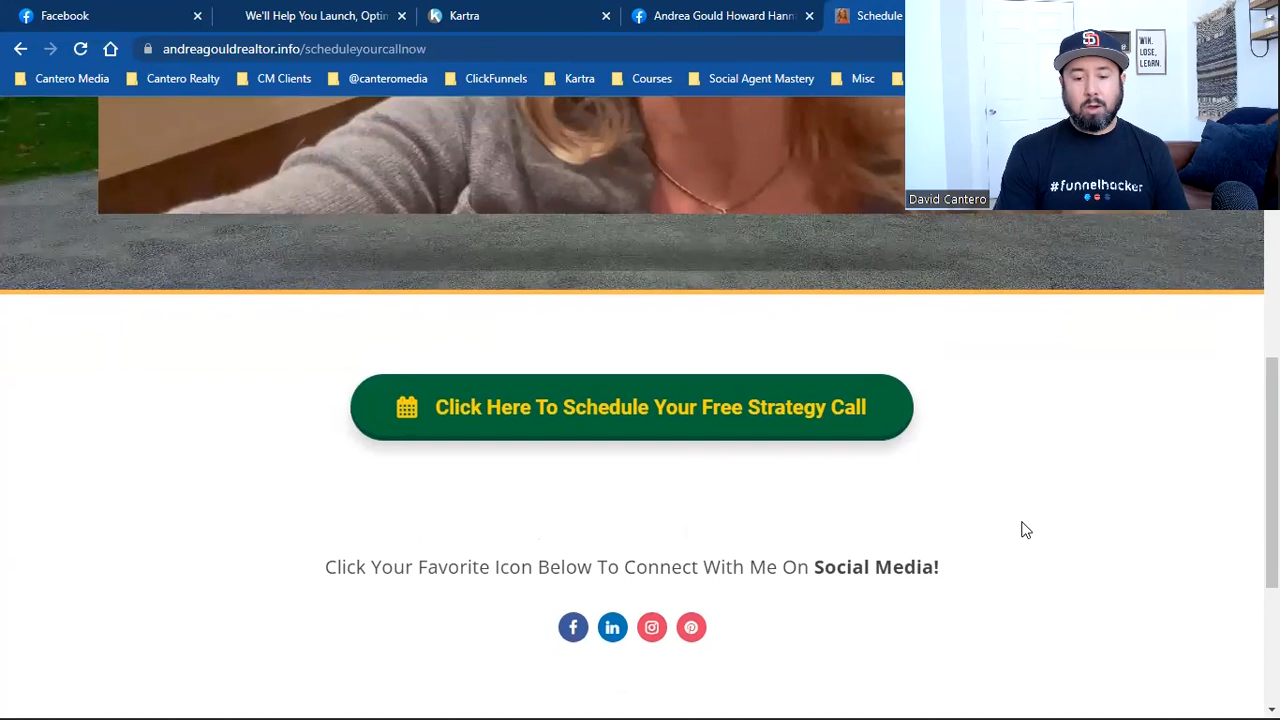 Facebook
We'll Help You Launch, Optin
Kartra
Andrea Gould Howard Hann
Schedule
andreagouldrealtor.info/scheduleyourcallnow
Cantero Media
Cantero Realty
CM Clients
@canteromedia
ClickFunnels
Kartra
Courses
Social Agent Mastery
Misc
WIN.
LOSE.
LEARN.
SD
#funnelhacker
David Cantero
Click Here To Schedule Your Free Strategy Call
Click Your Favorite Icon Below To Connect With Me On Social Media!